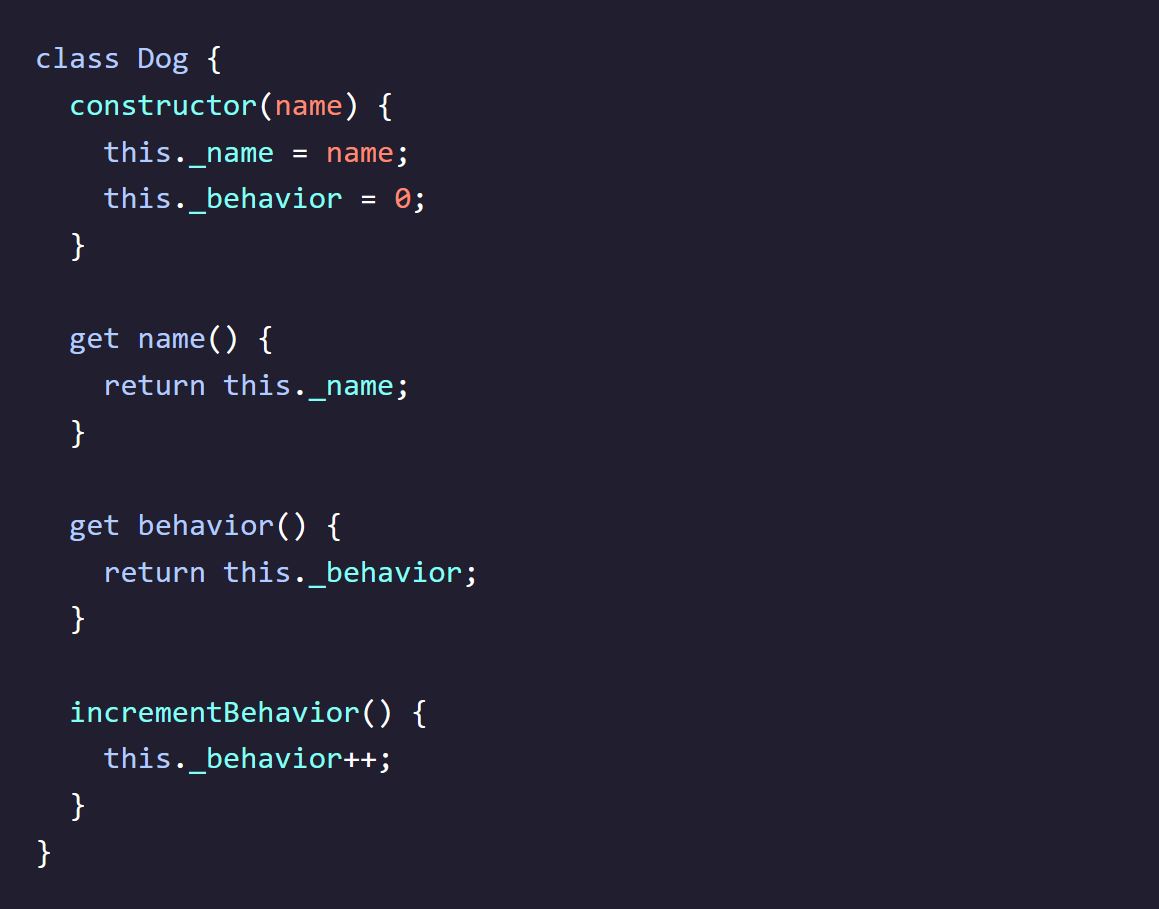 class Dog {
  constructor(name) {
    this._name = name;
    this._behavior = 0;
  }

  get name() {
    return this._name;
  }

  get behavior() {
    return this._behavior;
  }

  incrementBehavior() {
    this._behavior++;
  }
}